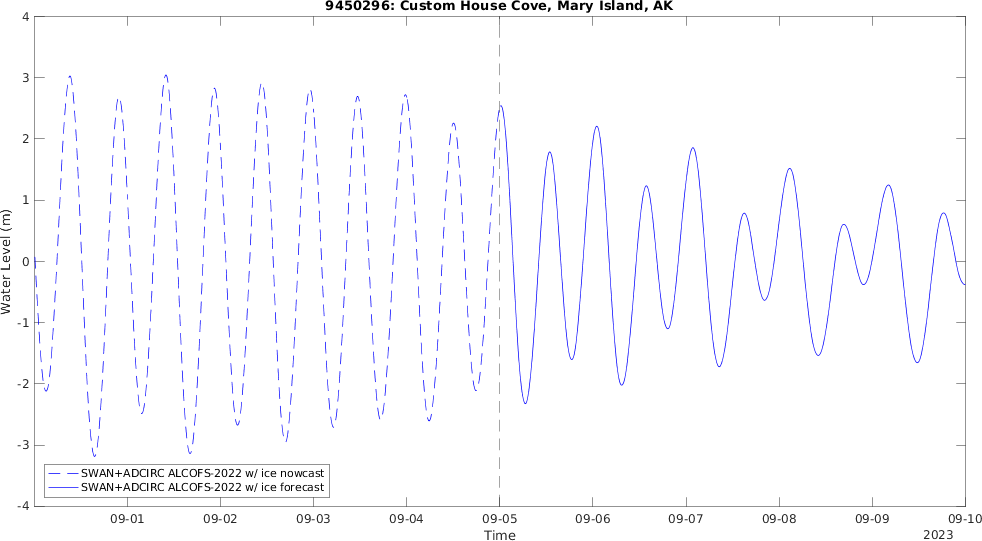 9450296: Custom House Cove, Mary Island, AK
4
3
2
1
0
-1
-2
-3
-4
Water Level (m)
SWAN+ADCIRC ALCOFS-2022 w/ ice nowcast
SWAN+ADCIRC ALCOFS-2022 w/ ice forecast
09-01 09-02 09-03 09-04 09-05 09-06 09-07 09-08 09-09 09-10
Time
2023